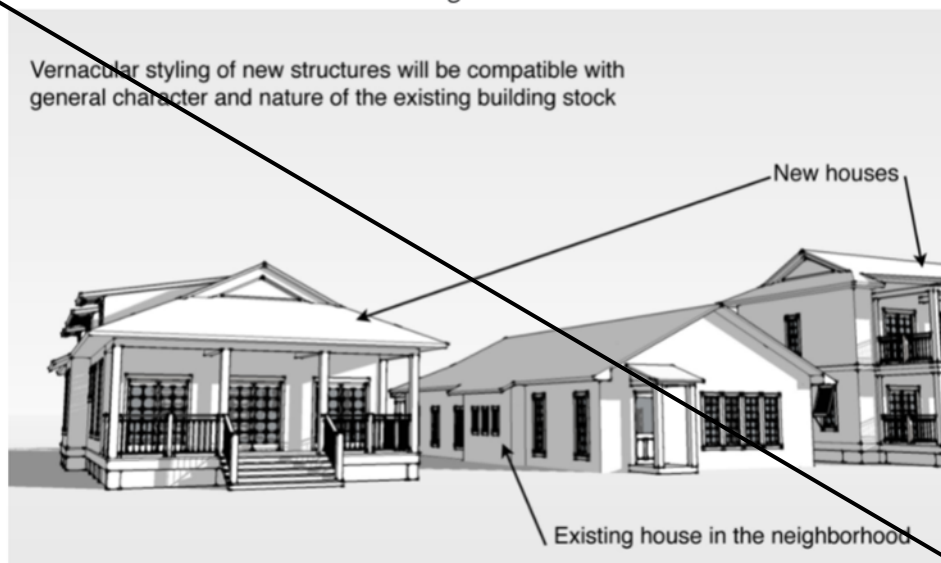 Vernacular styling of new structures will be compatible with
general character and nature of the existing building stock
New houses
Existing house in the neighborhood